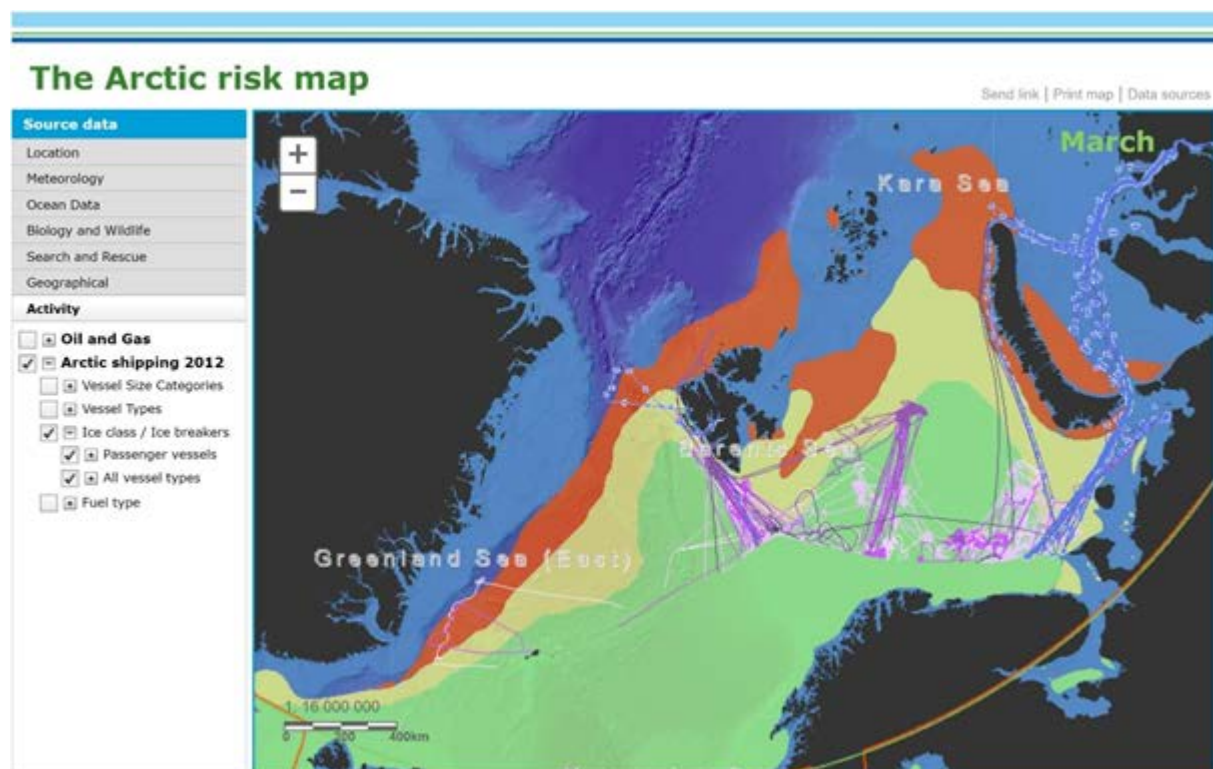 The Arctic risk map
Send link | Print map | Data sources
Source data
Location
Meteorology
Ocean Data
Biology and Wildlife
Search and Rescue
Geographical
Activity
Oil and Gas
Arctic shipping 2012
Vessel Size Categories
Vessel Types
Ice class / Ice breakers
Passenger vessels
All vessel types
Fuel type
+
−
March
Kara Sea
Barents Sea
Greenland Sea (East)
1: 16 000 000
0 200 400km